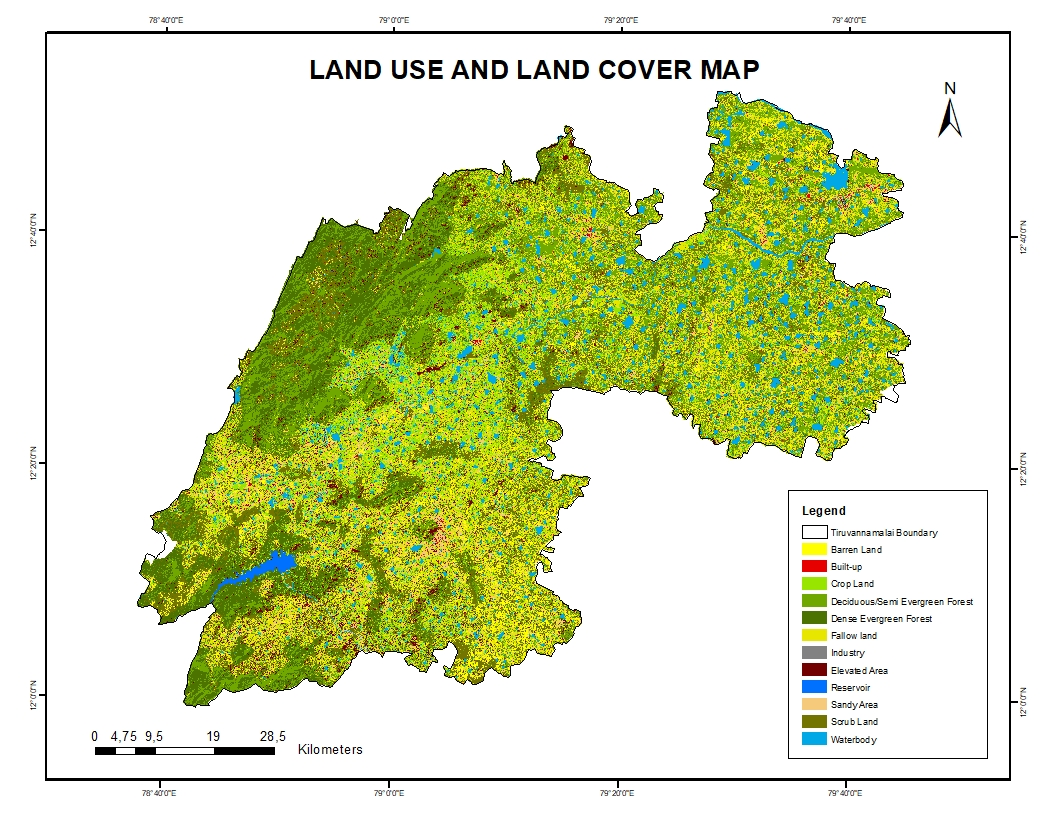 78°40'0"E 79°0'0"E 79°20'0"E 79°40'0"E
LAND USE AND LAND COVER MAP
N
12°40'0"N 12°40'0"N
12°20'0"N 12°20'0"N
Legend
Tiruvannamalai Boundary
Barren Land
Built-up
Crop Land
Deciduous/Semi Evergreen Forest
Dense Evergreen Forest
Fallow land
Industry
Elevated Area
Reservoir
Sandy Area
Scrub Land
Waterbody
12°0'0"N 12°0'0"N
0 4,75 9,5 19 28,5
Kilometers
78°40'0"E 79°0'0"E 79°20'0"E 79°40'0"E